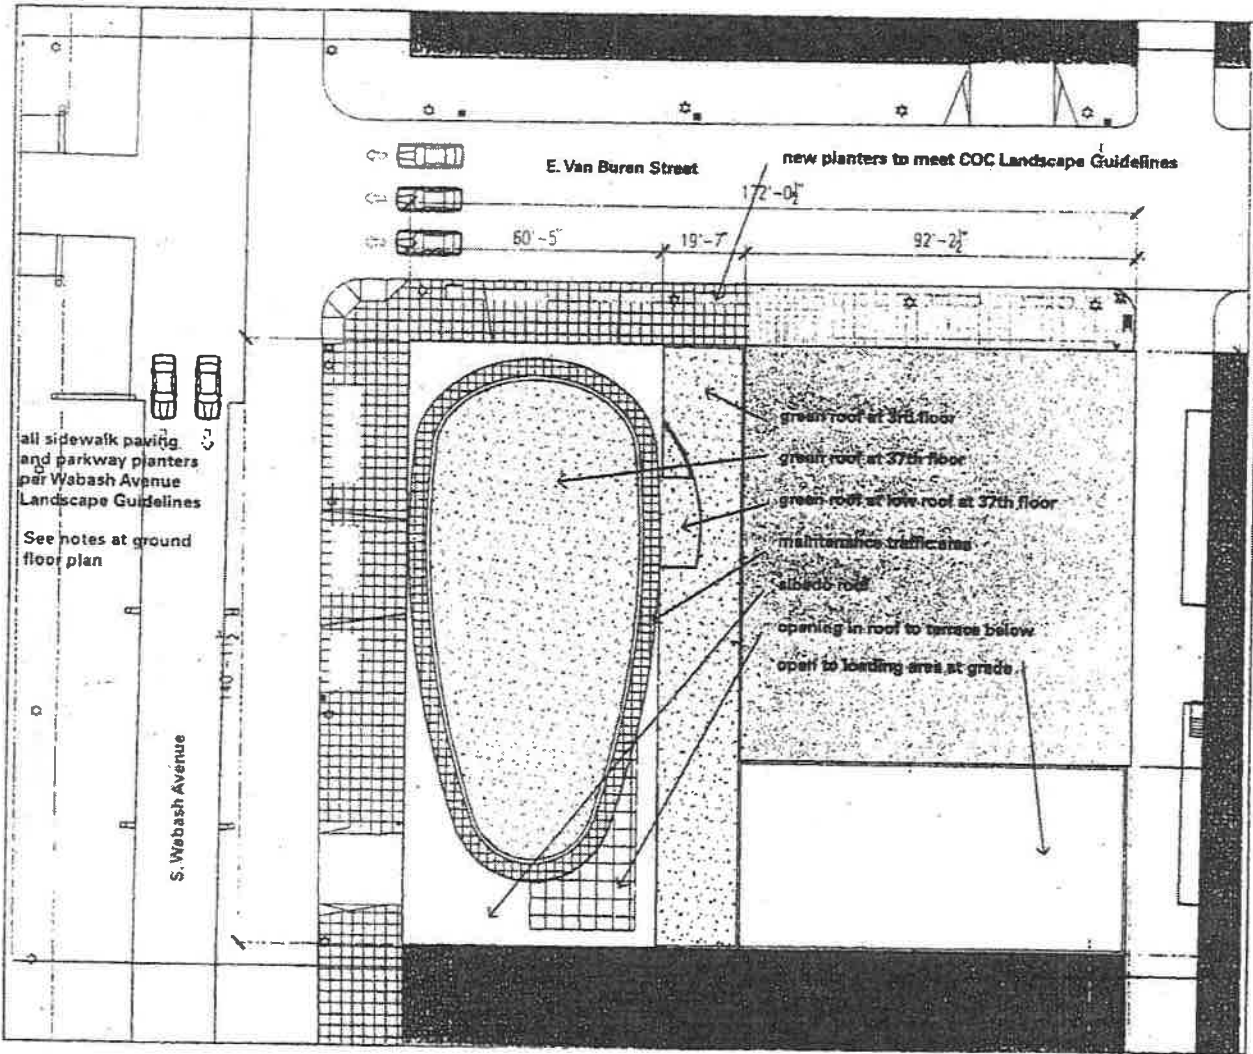 E. Van Buren Street
new planters to meet COC Landscape Guidelines
172'-0½"
60'-5"
19'-7"
92'-2½"
green roof at 3rd floor
green roof at 37th floor
green roof at low roof at 37th floor
maintenance traffic area
albedo roof
opening in roof to terrace below
open to loading area at grade
all sidewalk paving
and parkway planters
per Wabash Avenue
Landscape Guidelines
See notes at ground
floor plan
S. Wabash Avenue